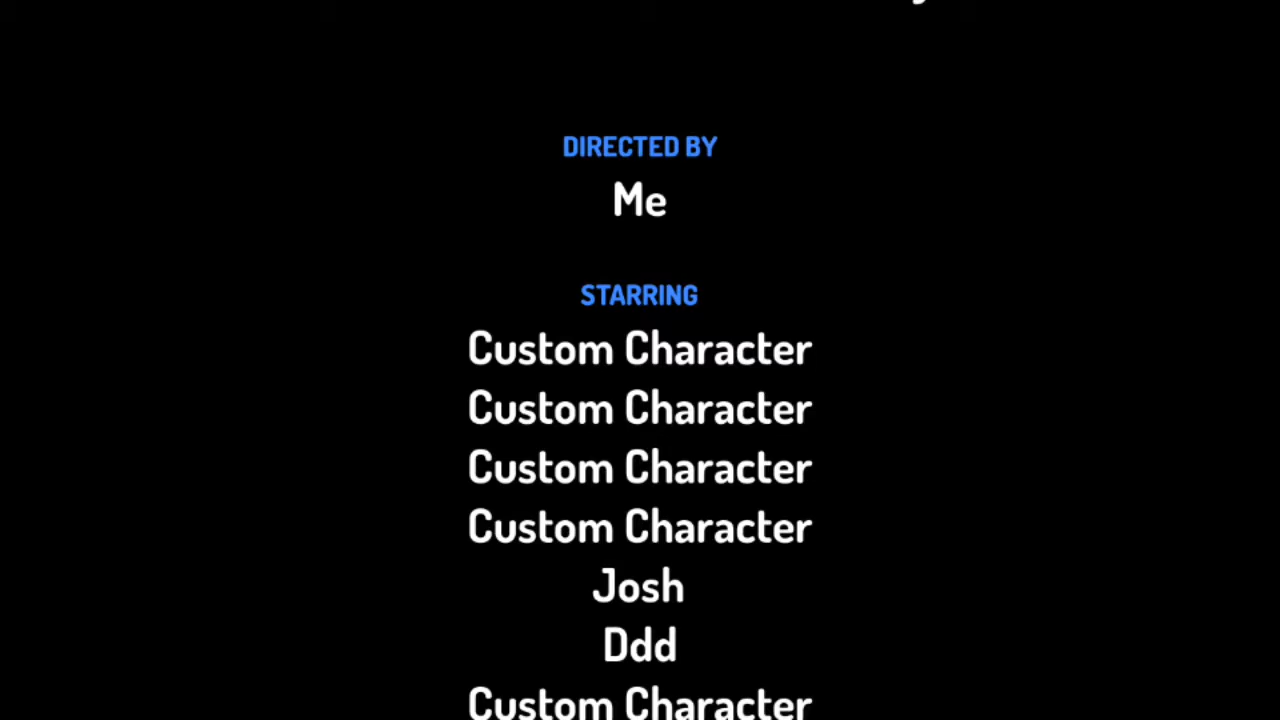 DIRECTED BY
Me
STARRING
Custom Character
Custom Character
Custom Character
Custom Character
Josh
Ddd
Custom Character